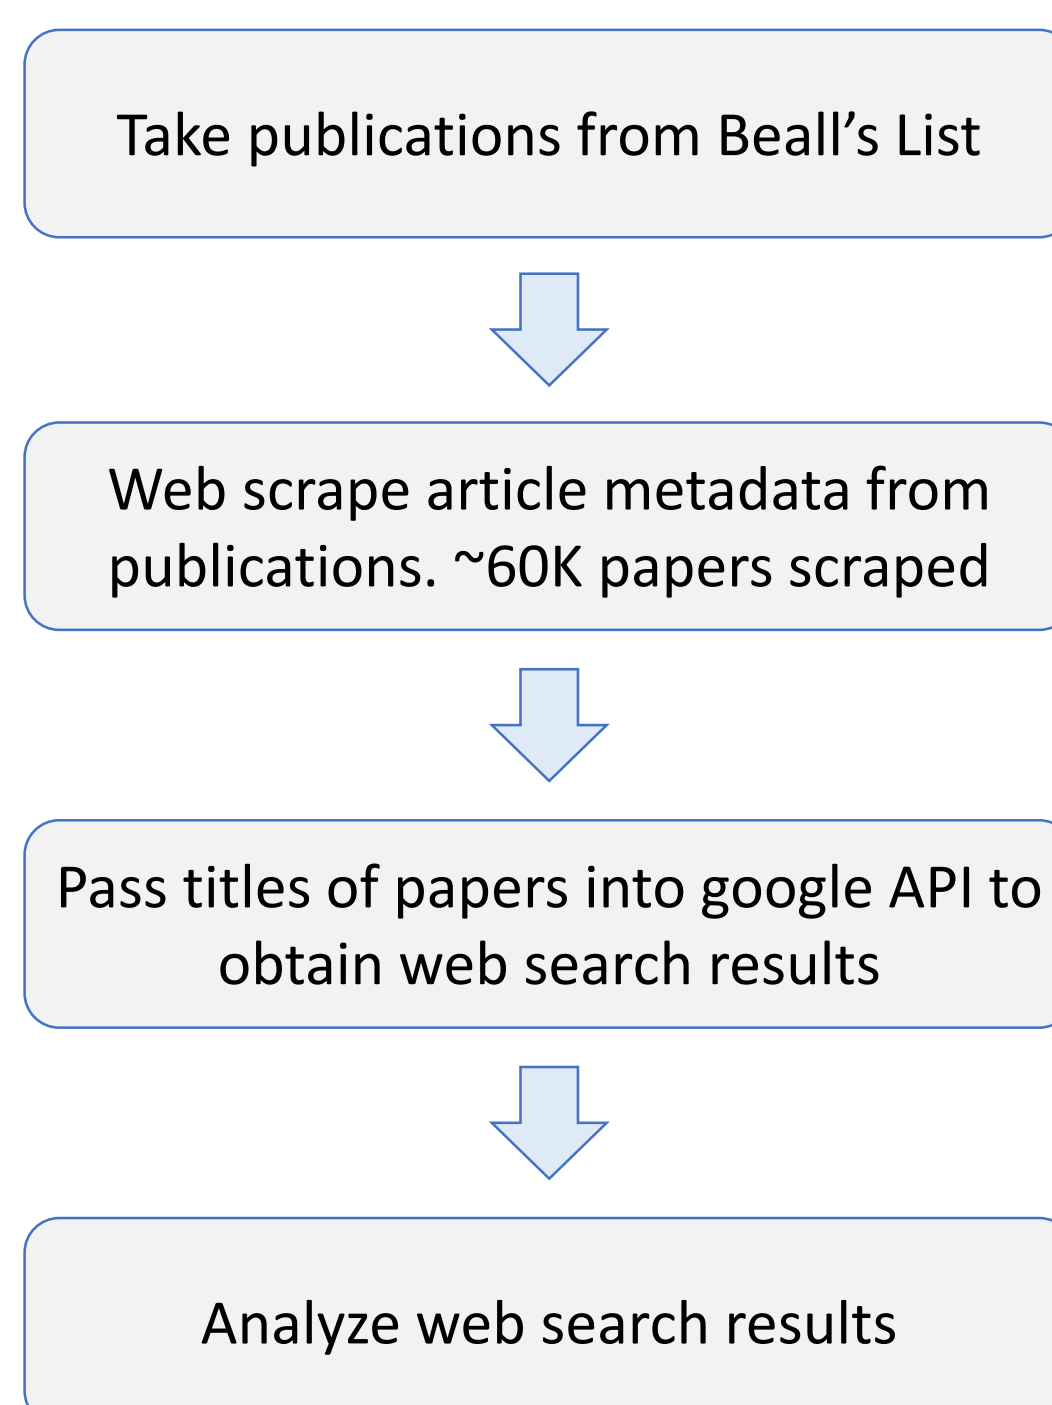 Take publications from Beall’s List
Web scrape article metadata from
publications. ~60K papers scraped
Pass titles of papers into google API to
obtain web search results
Analyze web search results